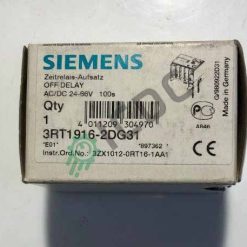 SIEMENS
Zeitrelais-Aufsatz
OFF DELAY
AC/DC 24-66V 100s
Qty
1
4 011209 304970
3RT1916-2DG31
"E01" *897362
Instr.Ord.No.: 3ZX1012-0RT16-1AA1
Made in Germany